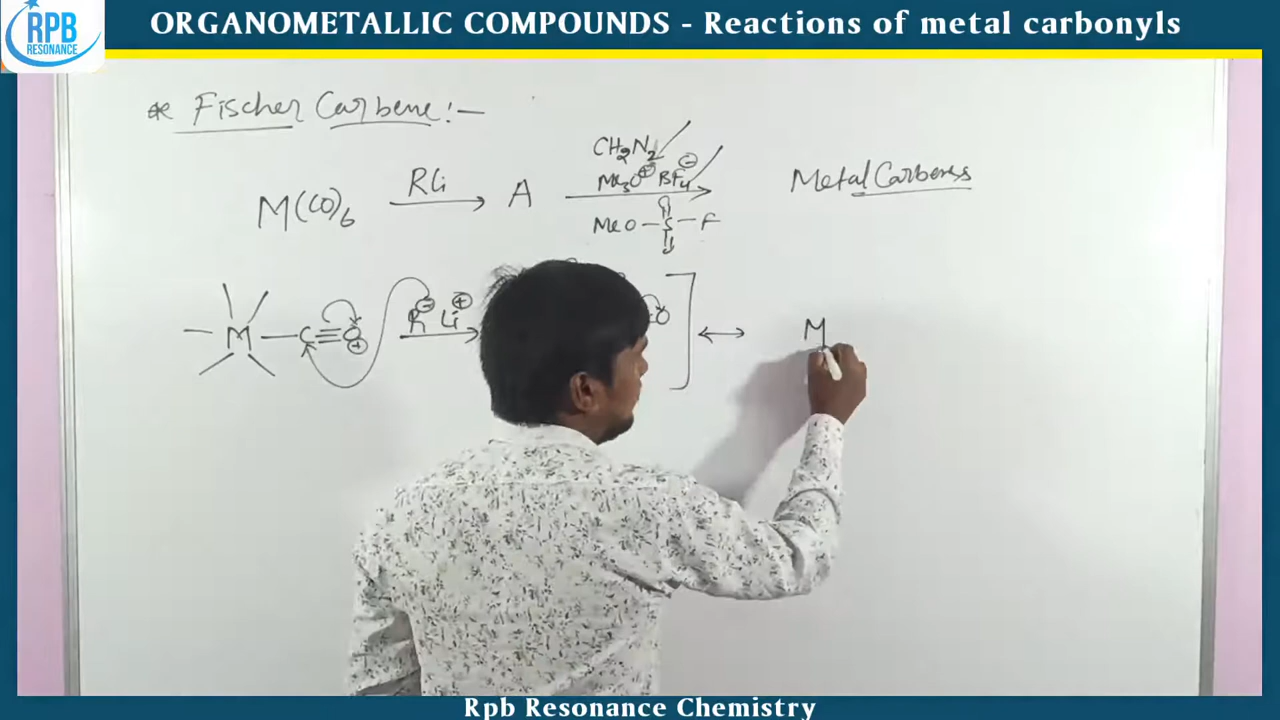 RPB
RESONANCE
ORGANOMETALLIC COMPOUNDS - Reactions of metal carbonyls
* Fischer Carbene:-
M(CO)6 RLi A CH2N2
Me3O⊕ BF4⊖
MeO-S-F
O
O
Metal Carbenes
M-C≡O⊕ R⊖ Li⊕ O ] ↔ M
Rpb Resonance Chemistry